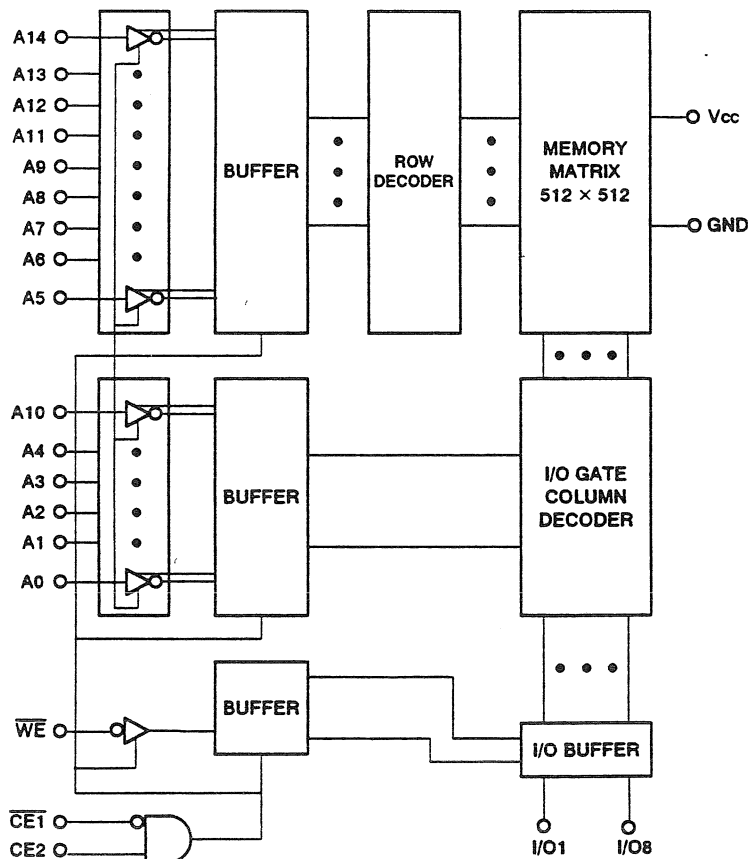 A14
A13
A12
A11
A9
A8
A7
A6
A5
BUFFER
ROW
DECODER
MEMORY
MATRIX
512 × 512
Vcc
GND
A10
A4
A3
A2
A1
A0
BUFFER
I/O GATE
COLUMN
DECODER
WE
BUFFER
I/O BUFFER
CE1
CE2
I/O1
I/O8